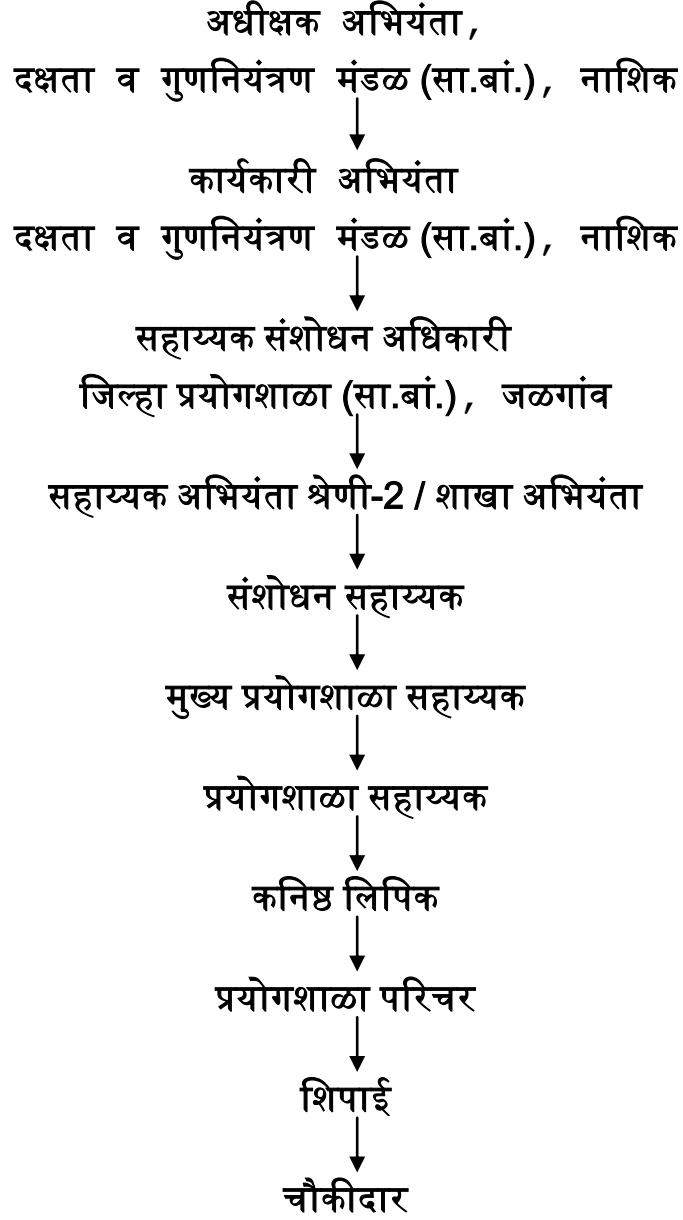 अधीक्षक अभियंता,
दक्षता व गुणनियंत्रण मंडळ (सा.बां.), नाशिक
कार्यकारी अभियंता
दक्षता व गुणनियंत्रण मंडळ (सा.बां.), नाशिक
सहाय्यक संशोधन अधिकारी
जिल्हा प्रयोगशाळा (सा.बां.), जळगांव
सहाय्यक अभियंता श्रेणी-2 / शाखा अभियंता
संशोधन सहाय्यक
मुख्य प्रयोगशाळा सहाय्यक
प्रयोगशाळा सहाय्यक
कनिष्ठ लिपिक
प्रयोगशाळा परिचर
शिपाई
चौकीदार